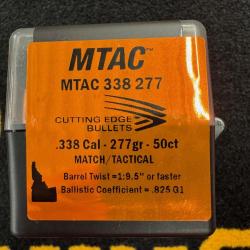 MTAC™
MTAC 338 277
CUTTING EDGE
BULLETS
.338 Cal - 277gr - 50ct
MATCH/TACTICAL
Barrel Twist =1:9.5" or faster
Ballistic Coefficient = .825 G1